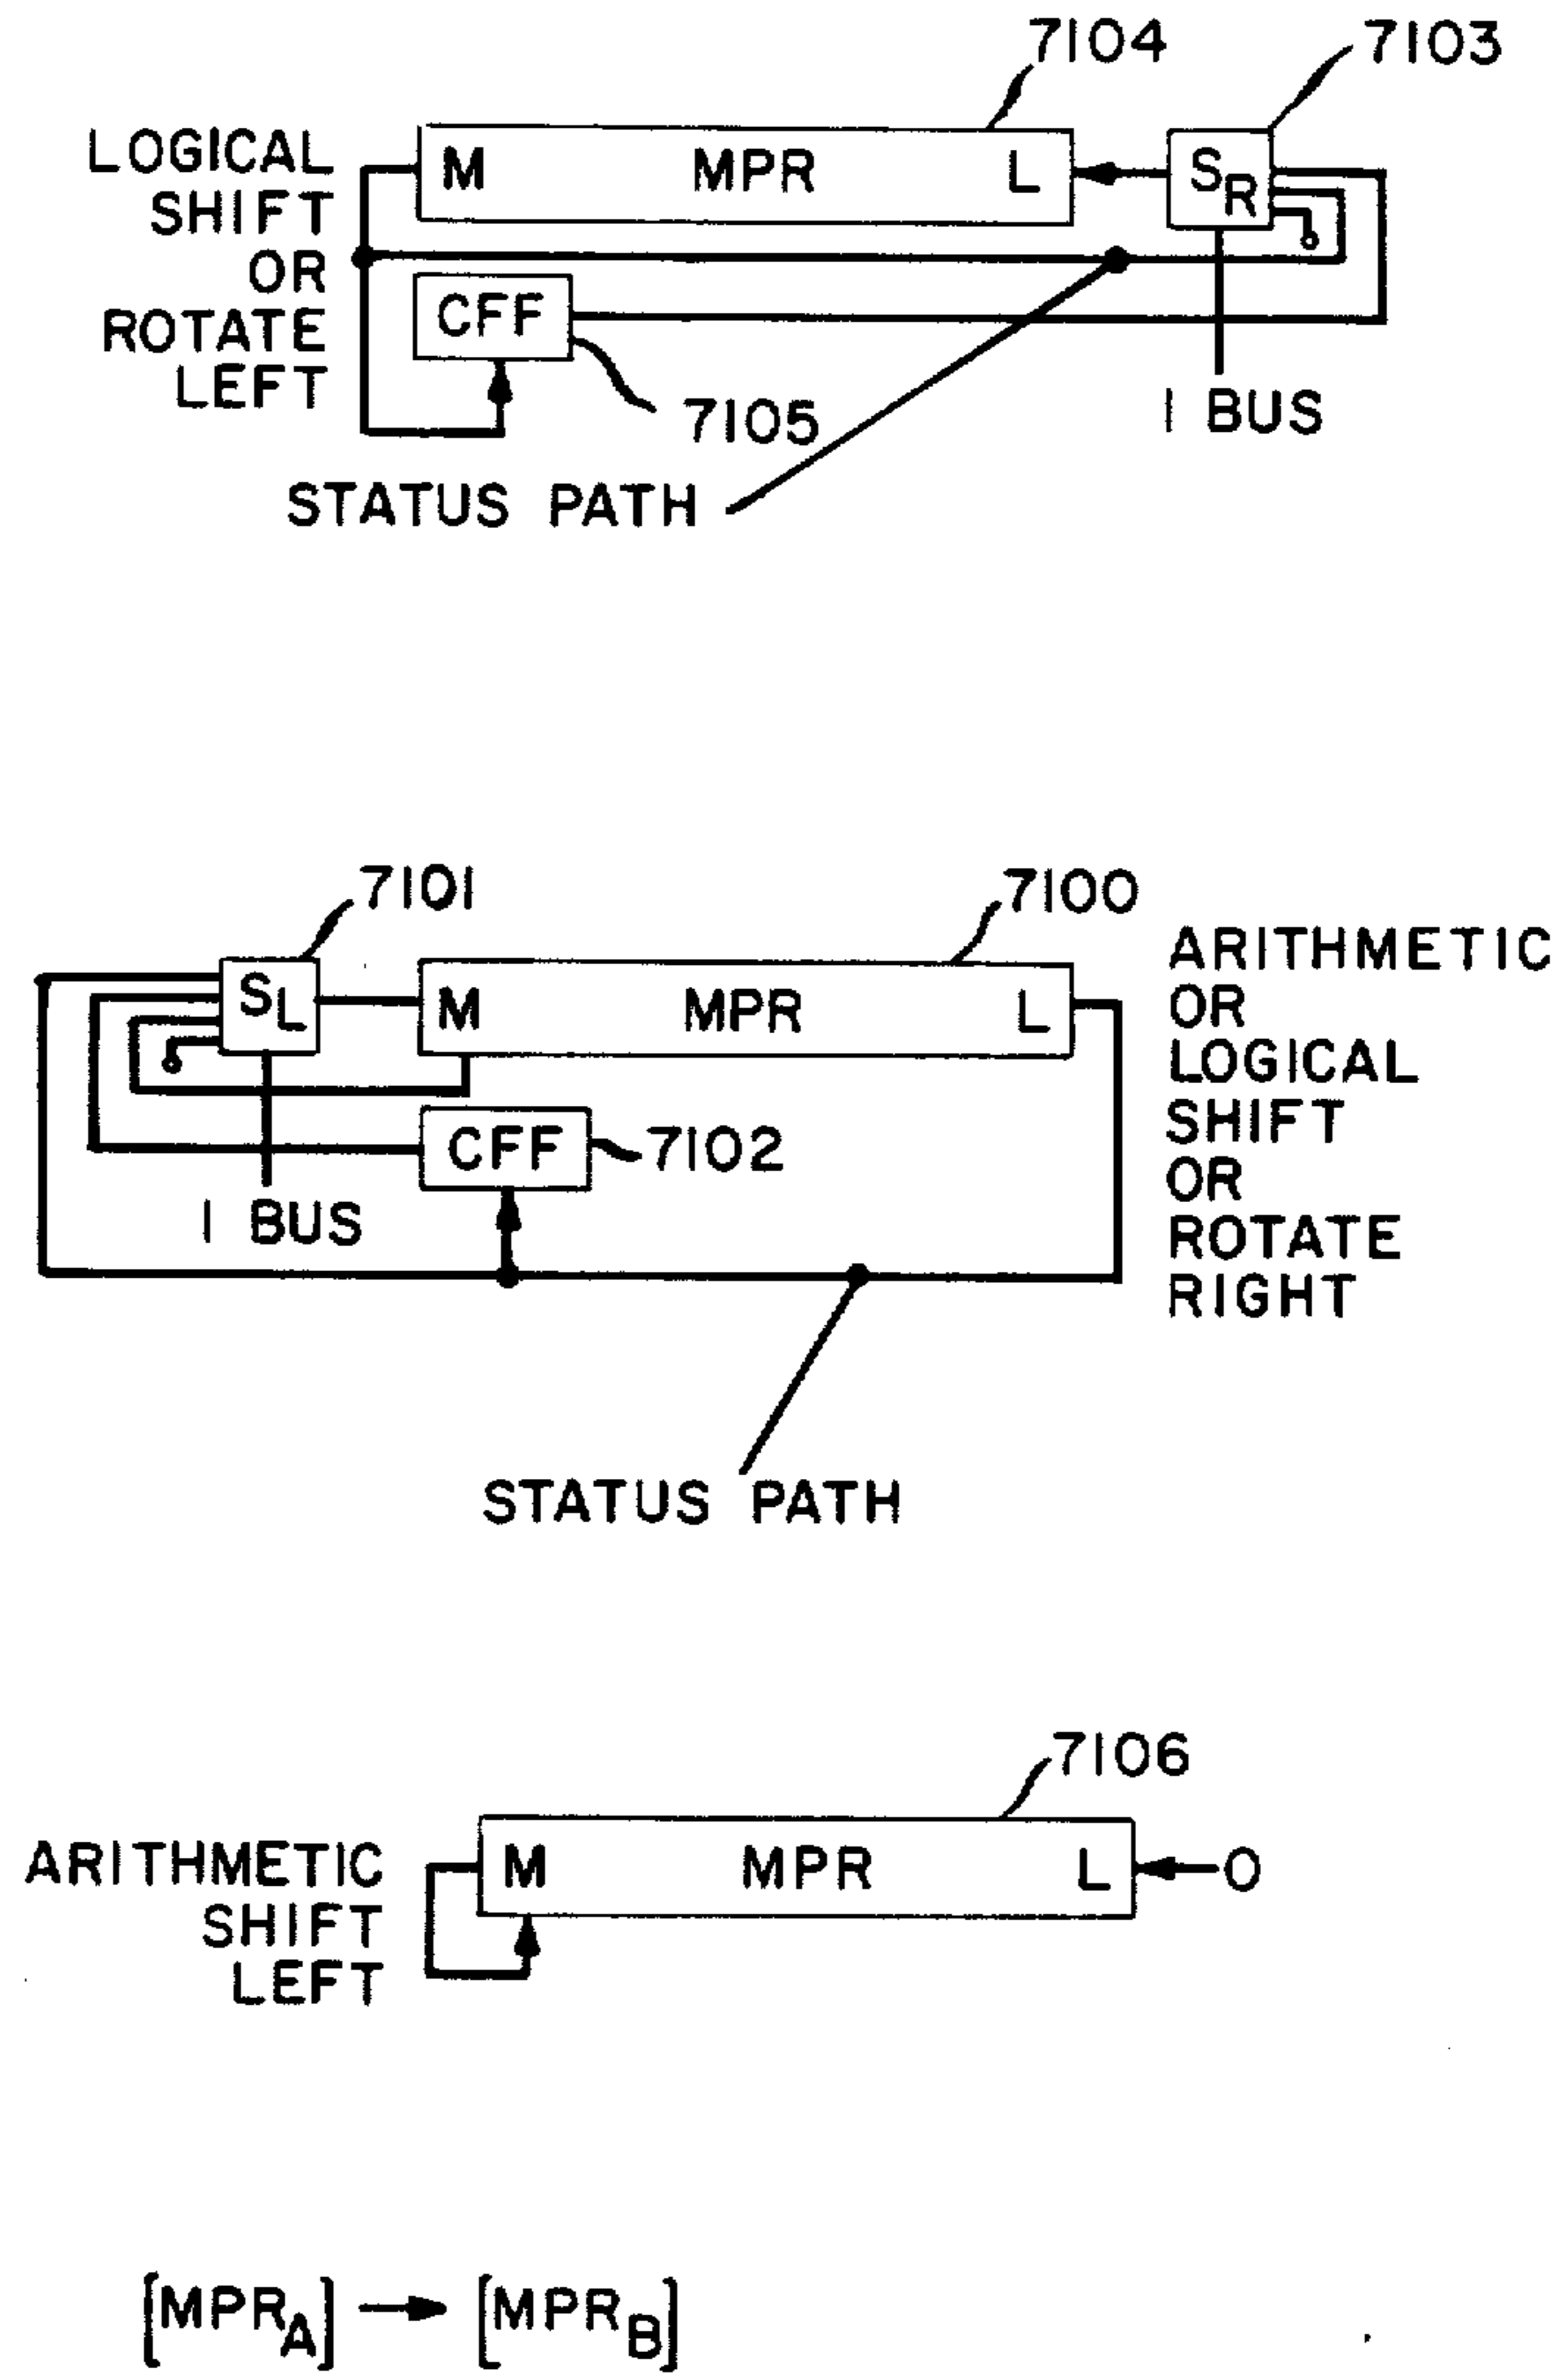 7104
7103
LOGICAL
SHIFT
OR
ROTATE
LEFT
M MPR L
SR
CFF
7105
I BUS
STATUS PATH
7101
7100
SL
M MPR L
CFF
7102
I BUS
ARITHMETIC
OR
LOGICAL
SHIFT
OR
ROTATE
RIGHT
STATUS PATH
7106
ARITHMETIC
SHIFT
LEFT
M MPR L
0
[MPRA] → [MPRB]